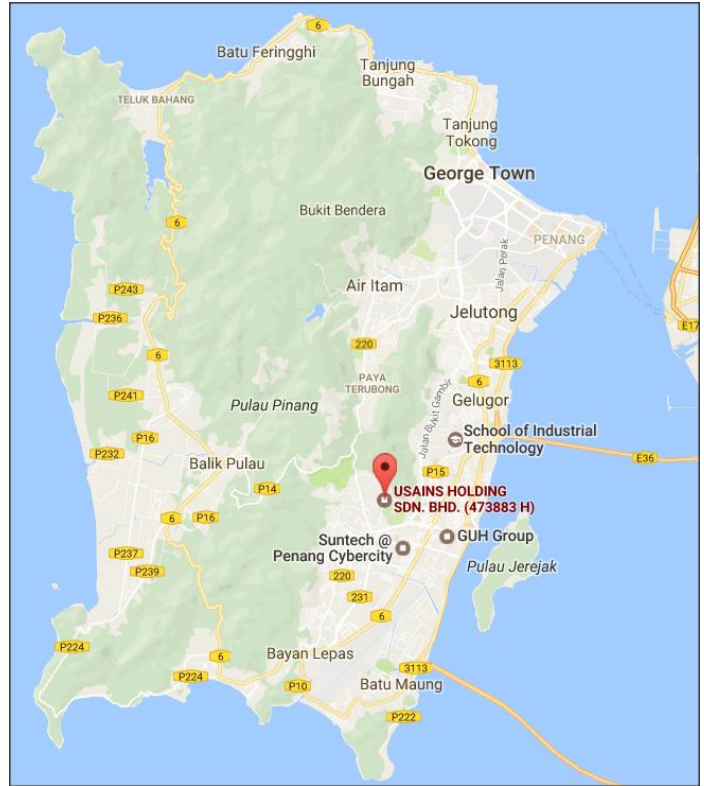 6
Batu Feringghi
Tanjung
Bungah
TELUK BAHANG
Tanjung
Tokong
George Town
Bukit Bendera
6
PENANG
Jalan Perak
P243
Air Itam
P236
Jelutong
E17
220
6
3113
PAYA
TERUBONG
6
P241
Jalan Bukit Gambir
Gelugor
Pulau Pinang
P16
School of Industrial
Technology
P232
E36
Balik Pulau
P15
P14
USAINS HOLDING
SDN. BHD. (473883 H)
6
P16
Suntech @
Penang Cybercity
GUH Group
P237
Pulau Jerejak
P239
220
231
6
P224
Bayan Lepas
6
3113
P224
P10
Batu Maung
P222